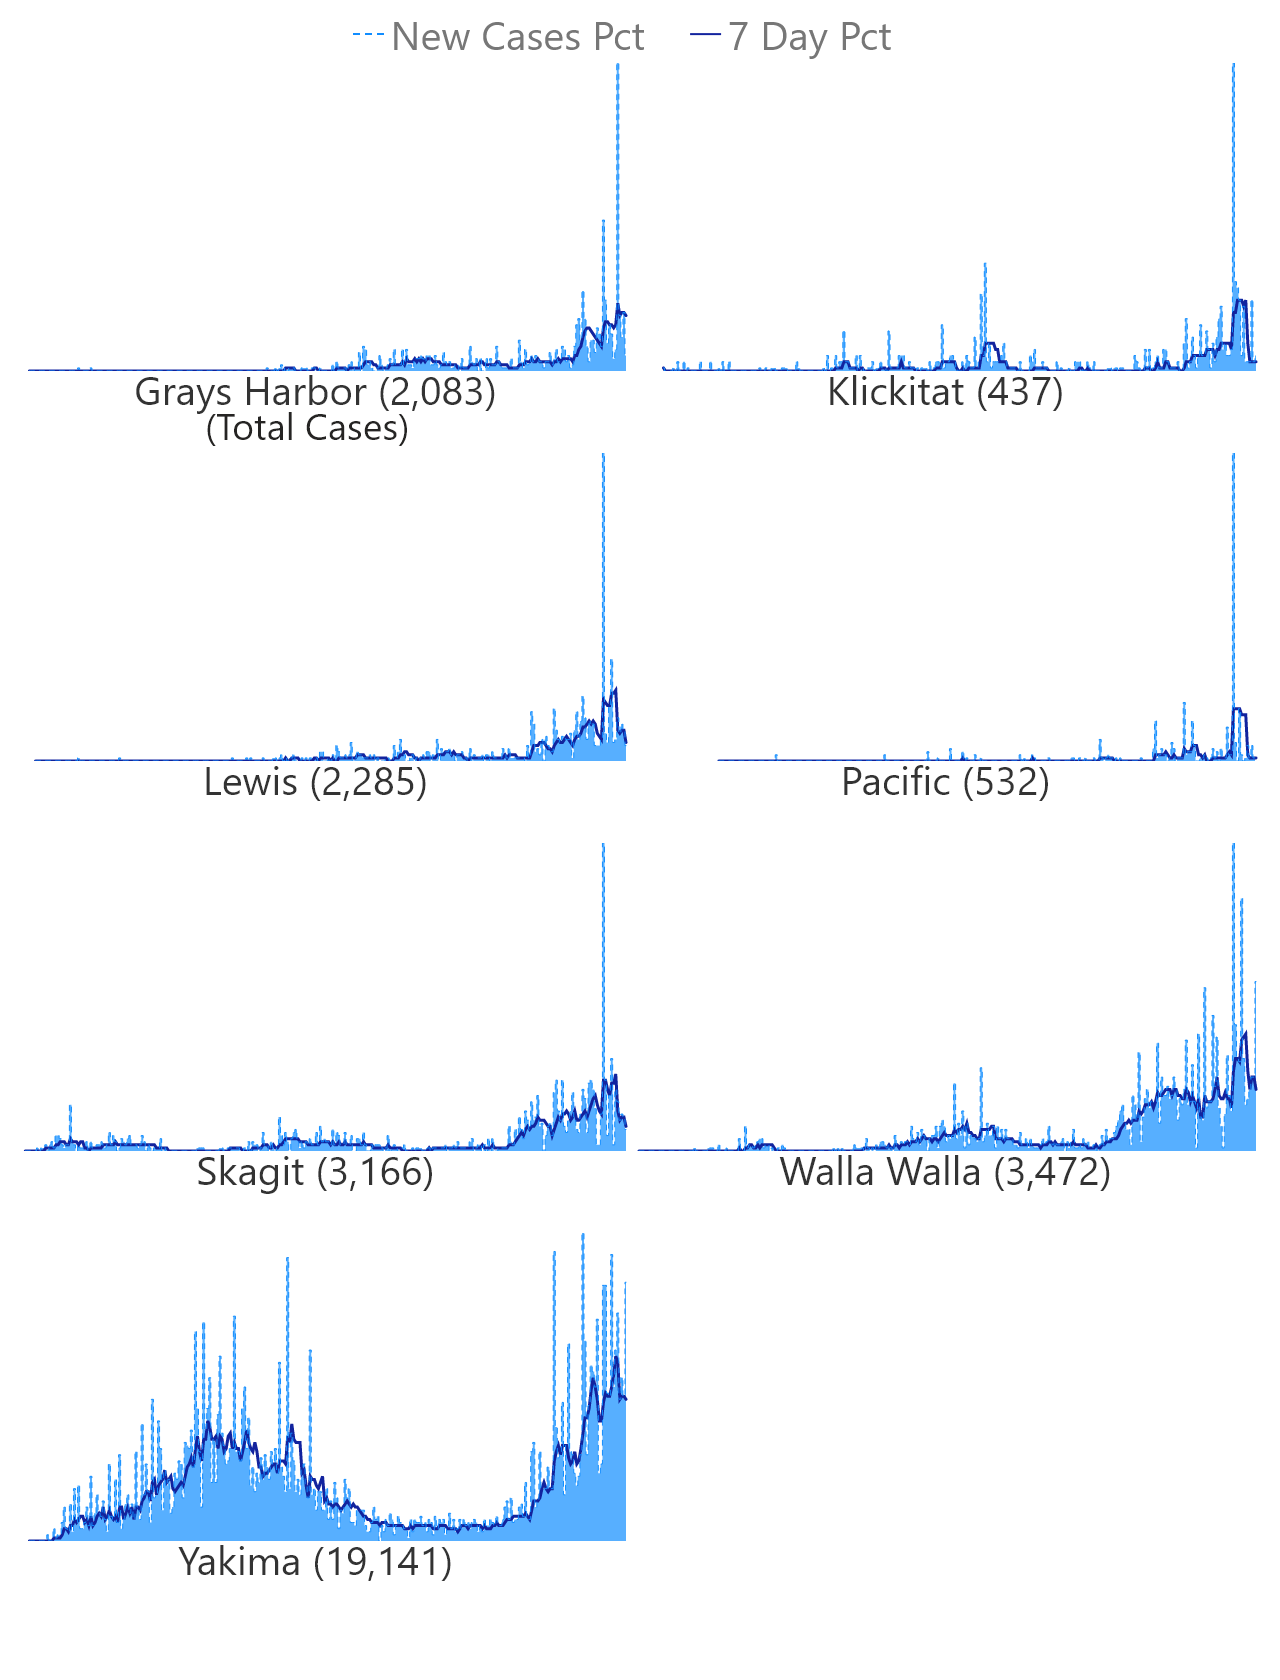 New Cases Pct 7 Day Pct
Grays Harbor (2,083) Klickitat (437)
(Total Cases)
Lewis (2,285) Pacific (532)
Skagit (3,166) Walla Walla (3,472)
Yakima (19,141)